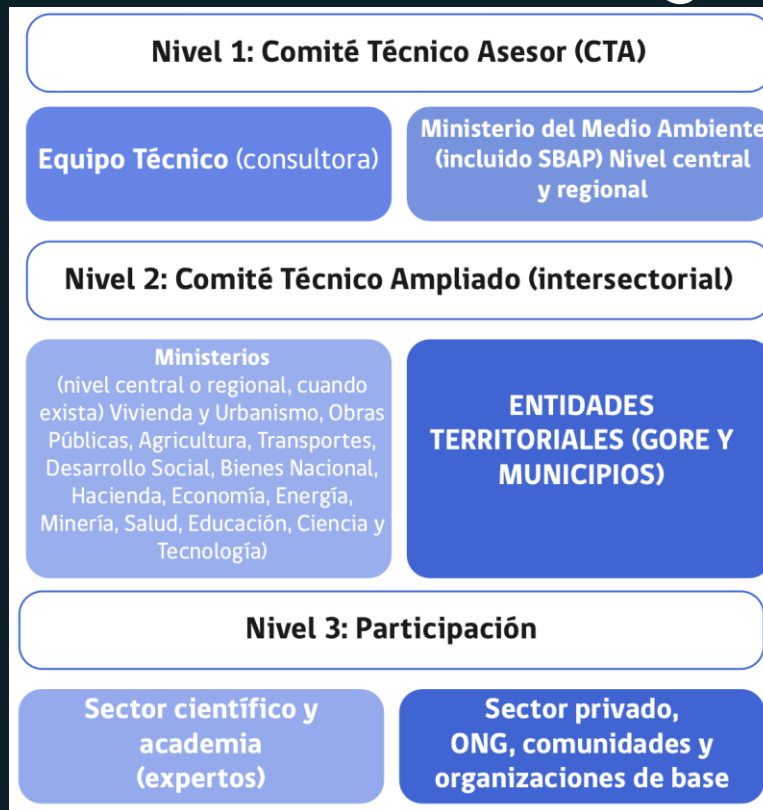 Nivel 1: Comité Técnico Asesor (CTA)
Equipo Técnico (consultora)
Ministerio del Medio Ambiente
(incluido SBAP) Nivel central
y regional
Nivel 2: Comité Técnico Ampliado (intersectorial)
Ministerios
(nivel central o regional, cuando
exista) Vivienda y Urbanismo, Obras
Públicas, Agricultura, Transportes,
Desarrollo Social, Bienes Nacional,
Hacienda, Economía, Energía,
Minería, Salud, Educación, Ciencia y
Tecnología)
ENTIDADES
TERRITORIALES (GORE Y
MUNICIPIOS)
Nivel 3: Participación
Sector científico y
academia
(expertos)
Sector privado,
ONG, comunidades y
organizaciones de base